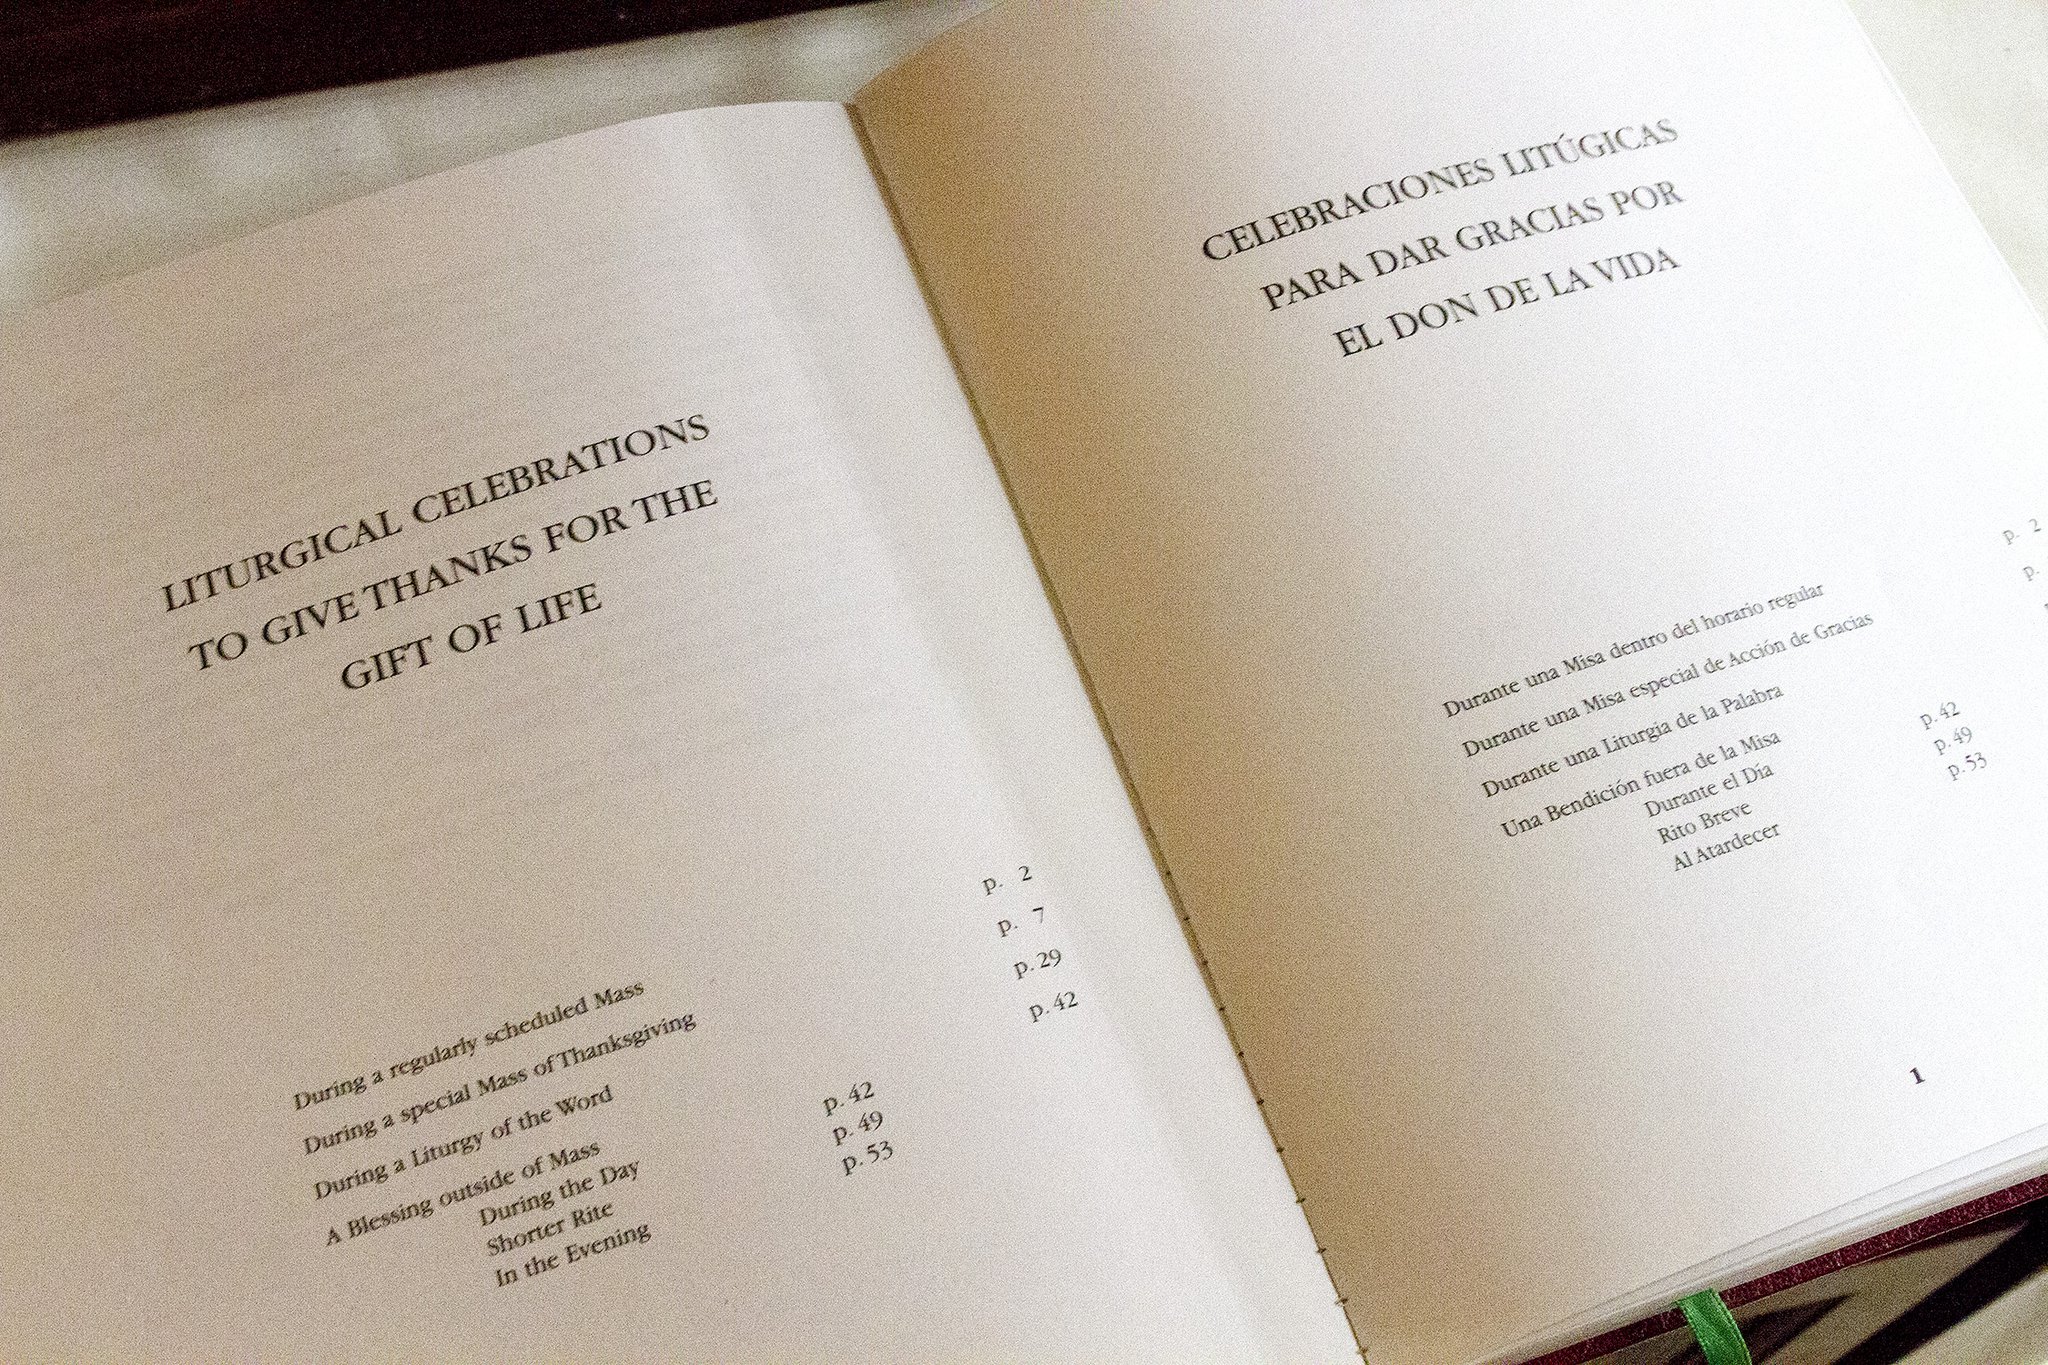 LITURGICAL CELEBRATIONS
TO GIVE THANKS FOR THE
GIFT OF LIFE
During a regularly scheduled Mass p. 2
During a special Mass of Thanksgiving p. 7
During a Liturgy of the Word p. 29
A Blessing outside of Mass p. 42
During the Day p. 42
Shorter Rite p. 49
In the Evening p. 53
CELEBRACIONES LITÚGICAS
PARA DAR GRACIAS POR
EL DON DE LA VIDA
Durante una Misa dentro del horario regular p. 2
Durante una Misa especial de Acción de Gracias p.
Durante una Liturgia de la Palabra
Una Bendición fuera de la Misa
Durante el Día p. 42
Rito Breve p. 49
Al Atardecer p. 53
1